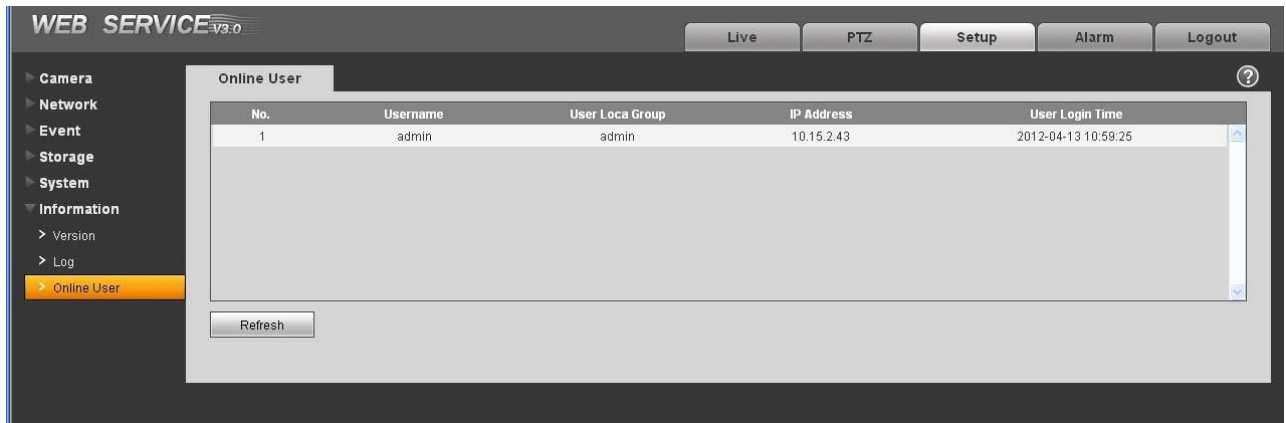 WEB SERVICE V3.0
Live PTZ Setup Alarm Logout
Camera
Network
Event
Storage
System
Information
> Version
> Log
> Online User
Online User ?
No. Username User Loca Group IP Address User Login Time
1 admin admin 10.15.2.43 2012-04-13 10:59:25
Refresh